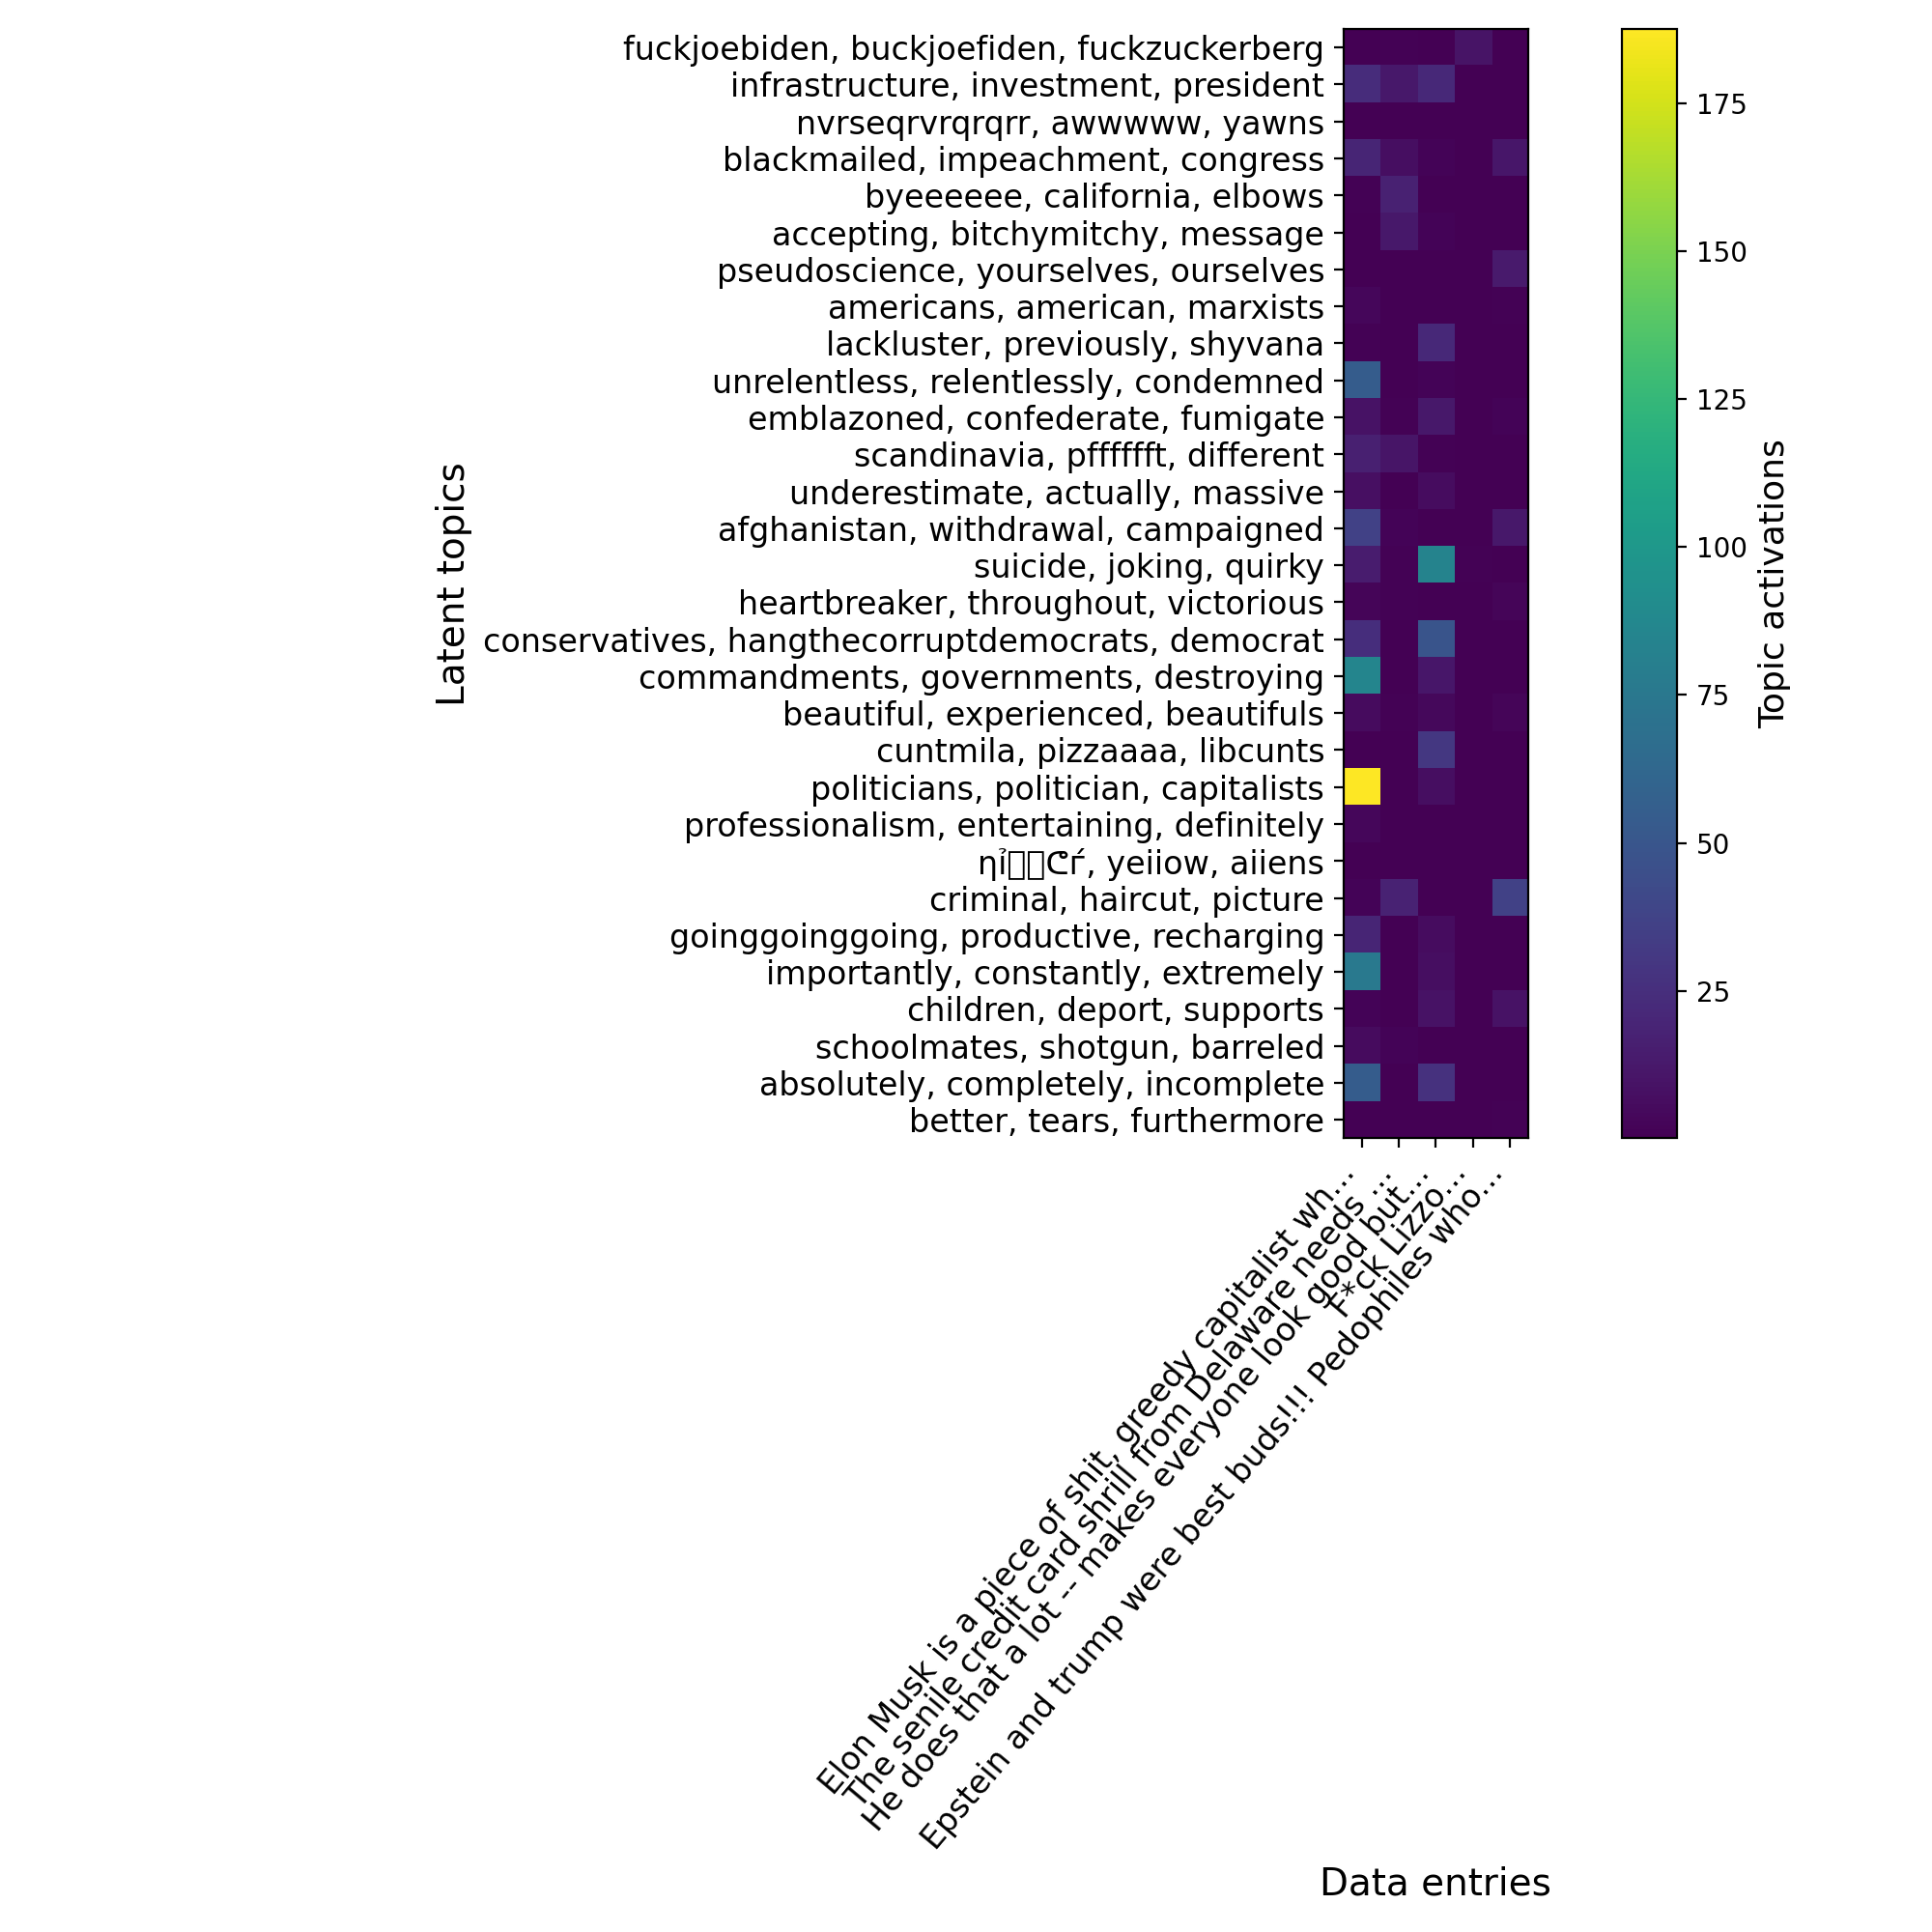 fuckjoebiden, buckjoefiden, fuckzuckerberg
infrastructure, investment, president
nvrseqrvrqrqrr, awwwww, yawns
blackmailed, impeachment, congress
byeeeeee, california, elbows
accepting, bitchymitchy, message
pseudoscience, yourselves, ourselves
americans, american, marxists
lackluster, previously, shyvana
unrelentless, relentlessly, condemned
emblazoned, confederate, fumigate
scandinavia, pfffffft, different
underestimate, actually, massive
afghanistan, withdrawal, campaigned
suicide, joking, quirky
heartbreaker, throughout, victorious
conservatives, hangthecorruptdemocrats, democrat
commandments, governments, destroying
beautiful, experienced, beautifuls
cuntmila, pizzaaaa, libcunts
politicians, politician, capitalists
professionalism, entertaining, definitely
yeiiow, aiiens
criminal, haircut, picture
goinggoinggoing, productive, recharging
importantly, constantly, extremely
children, deport, supports
schoolmates, shotgun, barreled
absolutely, completely, incomplete
better, tears, furthermore
Latent topics
Elon Musk is a piece of shit, greedy capitalist wh...
The senile credit card shrill from Delaware needs ...
He does that a lot -- makes everyone look good but...
F*ck Lizzo...
Epstein and trump were best buds!!! Pedophiles who...
Data entries
175
150
125
100
75
50
25
Topic activations